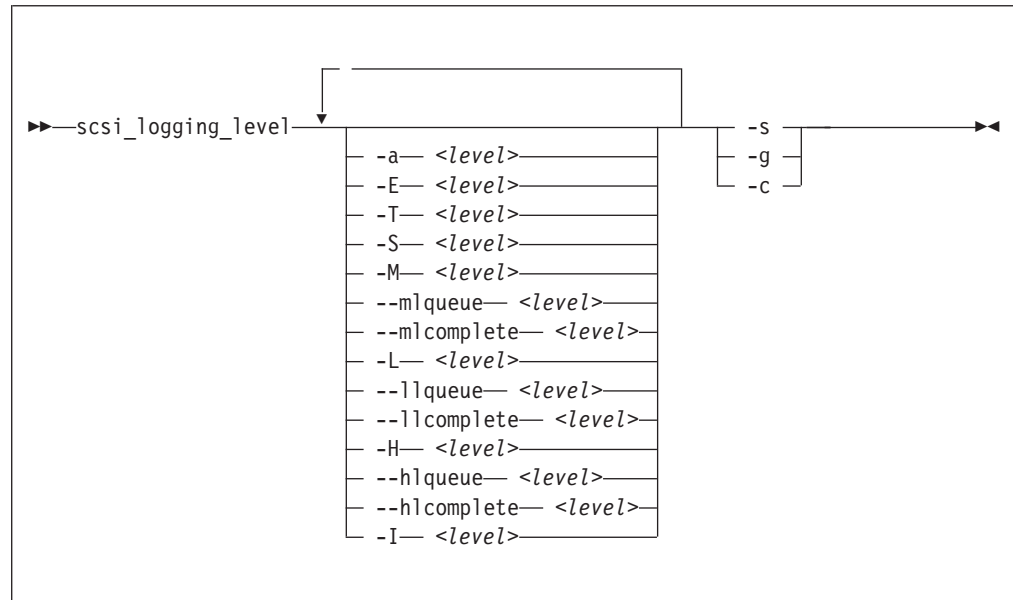 scsi_logging_level
-s
-g
-c
-a <level>
-E <level>
-T <level>
-S <level>
-M <level>
--mlqueue <level>
--mlcomplete <level>
-L <level>
--llqueue <level>
--llcomplete <level>
-H <level>
--hlqueue <level>
--hlcomplete <level>
-I <level>